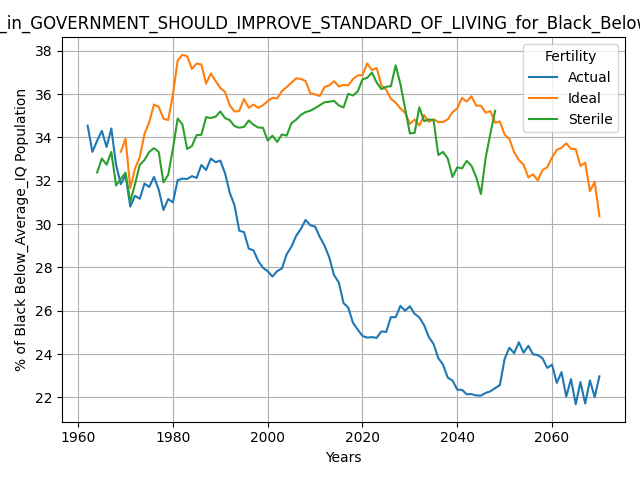 _in_GOVERNMENT_SHOULD_IMPROVE_STANDARD_OF_LIVING_for_Black_Below
Fertility
Actual
Ideal
Sterile
% of Black Below_Average_IQ Population
38
36
34
32
30
28
26
24
22
1960
1980
2000
2020
2040
2060
Years